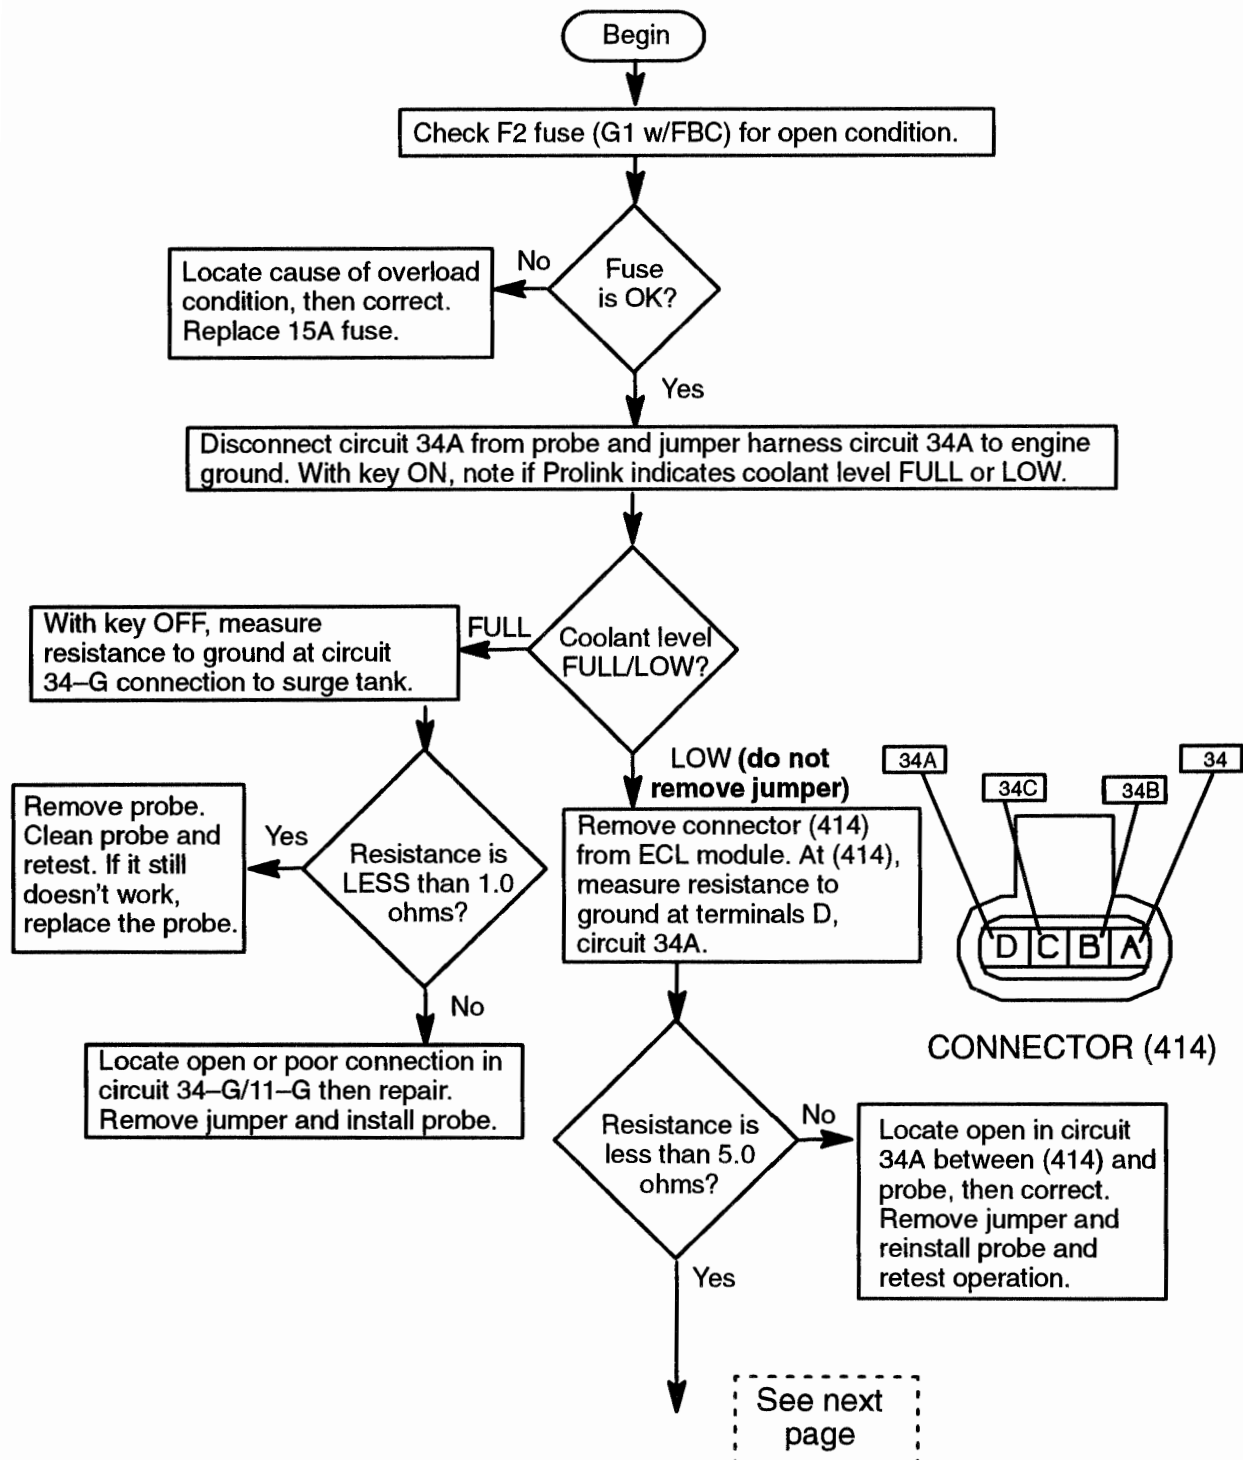 Begin
Check F2 fuse (G1 w/FBC) for open condition.
Fuse
is OK?
No
Locate cause of overload
condition, then correct.
Replace 15A fuse.
Yes
Disconnect circuit 34A from probe and jumper harness circuit 34A to engine
ground. With key ON, note if Prolink indicates coolant level FULL or LOW.
Coolant level
FULL/LOW?
FULL
With key OFF, measure
resistance to ground at circuit
34–G connection to surge tank.
Resistance is
LESS than 1.0
ohms?
Yes
Remove probe.
Clean probe and
retest. If it still
doesn't work,
replace the probe.
No
Locate open or poor connection in
circuit 34–G/11–G then repair.
Remove jumper and install probe.
LOW (do not
remove jumper)
Remove connector (414)
from ECL module. At (414),
measure resistance to
ground at terminals D,
circuit 34A.
34A
34C
34B
34
D C B A
CONNECTOR (414)
Resistance is
less than 5.0
ohms?
No
Locate open in circuit
34A between (414) and
probe, then correct.
Remove jumper and
reinstall probe and
retest operation.
Yes
See next
page